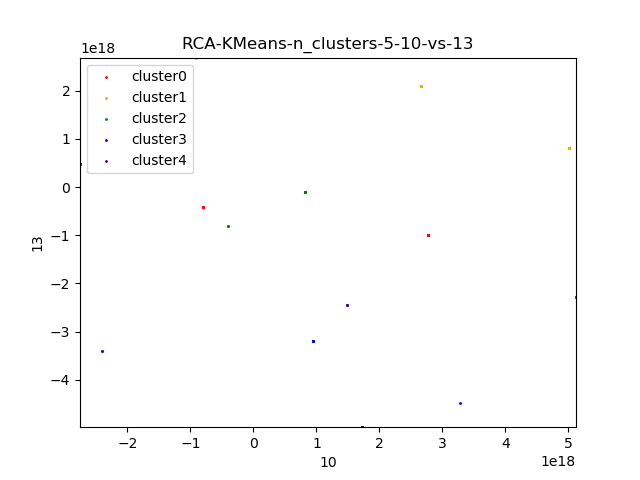 RCA-KMeans-n_clusters-5-10-vs-13
1e18
cluster0
cluster1
cluster2
cluster3
cluster4
2
1
0
−1
−2
−3
−4
13
−2 −1 0 1 2 3 4 5
10
1e18